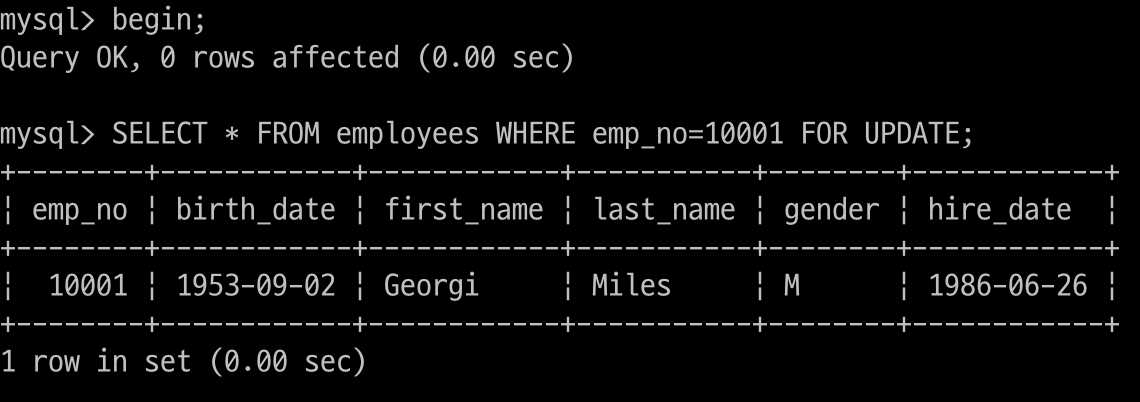 mysql> begin;
Query OK, 0 rows affected (0.00 sec)

mysql> SELECT * FROM employees WHERE emp_no=10001 FOR UPDATE;
+--------+------------+------------+-----------+--------+------------+
¦ emp_no ¦ birth_date ¦ first_name ¦ last_name ¦ gender ¦ hire_date  ¦
+--------+------------+------------+-----------+--------+------------+
¦  10001 ¦ 1953-09-02 ¦ Georgi     ¦ Miles     ¦ M      ¦ 1986-06-26 ¦
+--------+------------+------------+-----------+--------+------------+
1 row in set (0.00 sec)